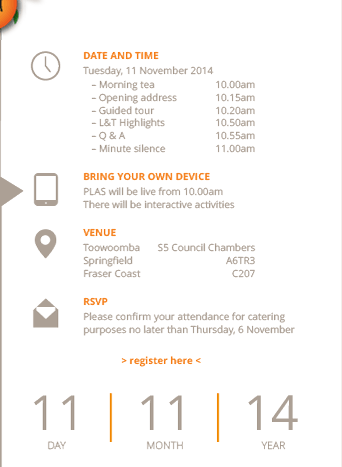 DATE AND TIME
Tuesday, 11 November 2014
– Morning tea 10.00am
– Opening address 10.15am
– Guided tour 10.20am
– L&T Highlights 10.50am
– Q & A 10.55am
– Minute silence 11.00am
BRING YOUR OWN DEVICE
PLAS will be live from 10.00am
There will be interactive activities
VENUE
Toowoomba S5 Council Chambers
Springfield A6TR3
Fraser Coast C207
RSVP
Please confirm your attendance for catering
purposes no later than Thursday, 6 November
> register here <
11 11 14
DAY MONTH YEAR